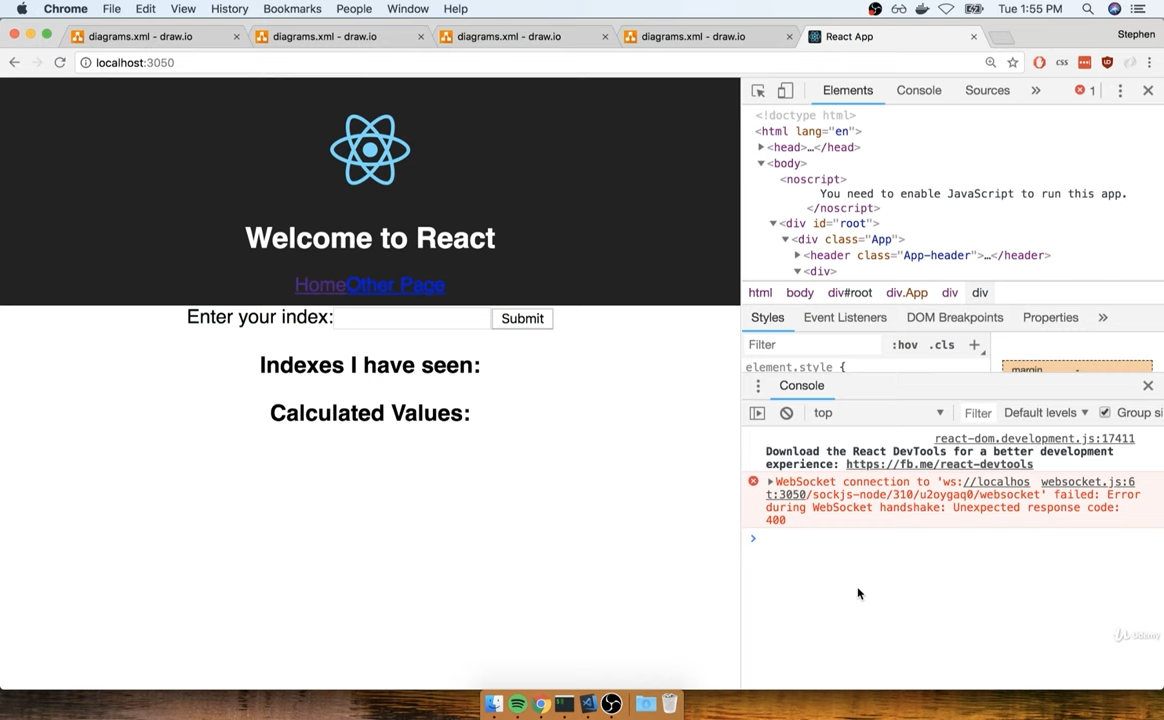 Chrome File Edit View History Bookmarks People Window Help Tue 1:55 PM
diagrams.xml - draw.io diagrams.xml - draw.io diagrams.xml - draw.io diagrams.xml - draw.io React App Stephen
localhost:3050 CSS
Welcome to React
HomeOther Page
Enter your index: Submit
Indexes I have seen:
Calculated Values:
Elements Console Sources » 1
<!doctype html>
<html lang="en">
<head>…</head>
<body>
<noscript>
You need to enable JavaScript to run this app.
</noscript>
<div id="root">
<div class="App">
<header class="App-header">…</header>
<div>
html body div#root div.App div div
Styles Event Listeners DOM Breakpoints Properties »
Filter :hov .cls +
element.style {
margin -
Console
top Filter Default levels Group si
react-dom.development.js:17411
Download the React DevTools for a better development
experience: https://fb.me/react-devtools
WebSocket connection to 'ws://localhos websocket.js:6
t:3050/sockjs-node/310/u2oygaq0/websocket' failed: Error
during WebSocket handshake: Unexpected response code:
400
Udemy